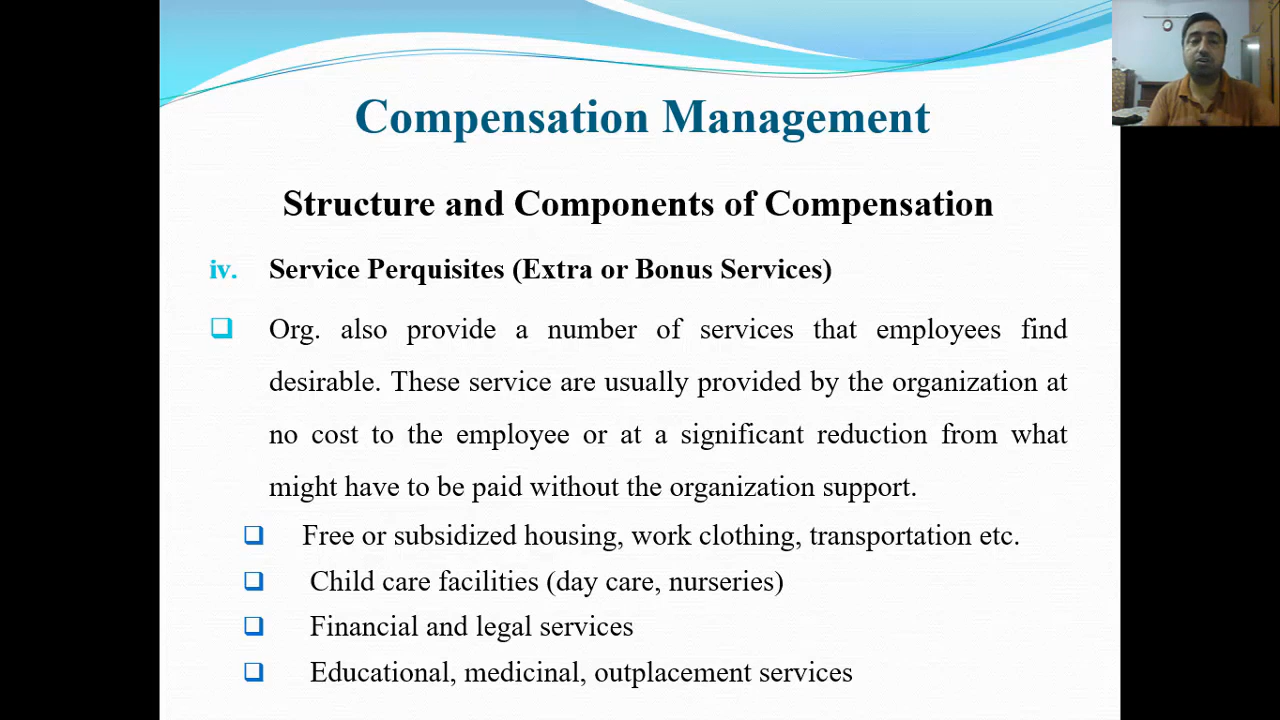 Compensation Management
Structure and Components of Compensation
iv. Service Perquisites (Extra or Bonus Services)
Org. also provide a number of services that employees find
desirable. These service are usually provided by the organization at
no cost to the employee or at a significant reduction from what
might have to be paid without the organization support.
Free or subsidized housing, work clothing, transportation etc.
Child care facilities (day care, nurseries)
Financial and legal services
Educational, medicinal, outplacement services